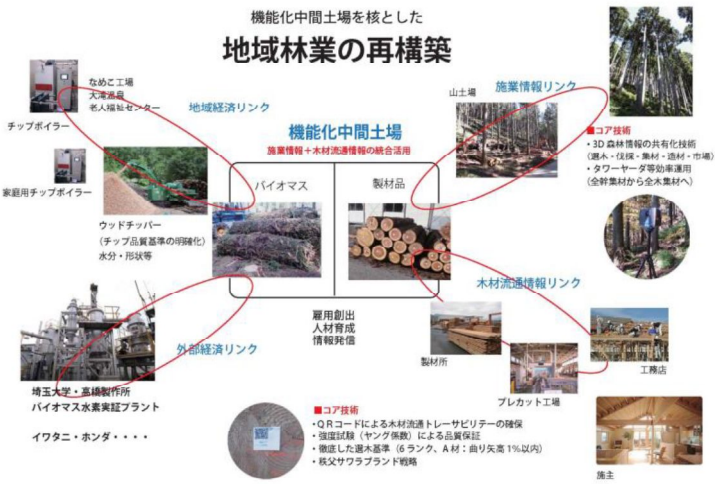 機能化中間土場を核とした
地域林業の再構築
なめこ工場
大滝温泉
老人福祉センター
チップボイラー
地域経済リンク
家庭用チップボイラー
ウッドチッパー
（チップ品質基準の明確化）
水分・形状等
機能化中間土場
施業情報＋木材流通情報の統合活用
バイオマス
製材品
山土場
施業情報リンク
■コア技術
・3D 森林情報の共有化技術
（選木・伐採・集材・造材・市場）
・タワーヤーダ等効率運用
（全幹集材から全木集材へ）
雇用創出
人材育成
情報発信
外部経済リンク
埼玉大学・高橋製作所
バイオマス水素実証プラント
イワタニ・ホンダ・・・・
木材流通情報リンク
製材所
プレカット工場
工務店
施主
■コア技術
・ＱＲコードによる木材流通トレーサビリテーの確保
・強度試験（ヤング係数）による品質保証
・徹底した選木基準（6 ランク、A 材：曲り矢高 1％以内）
・秩父サワラブランド戦略